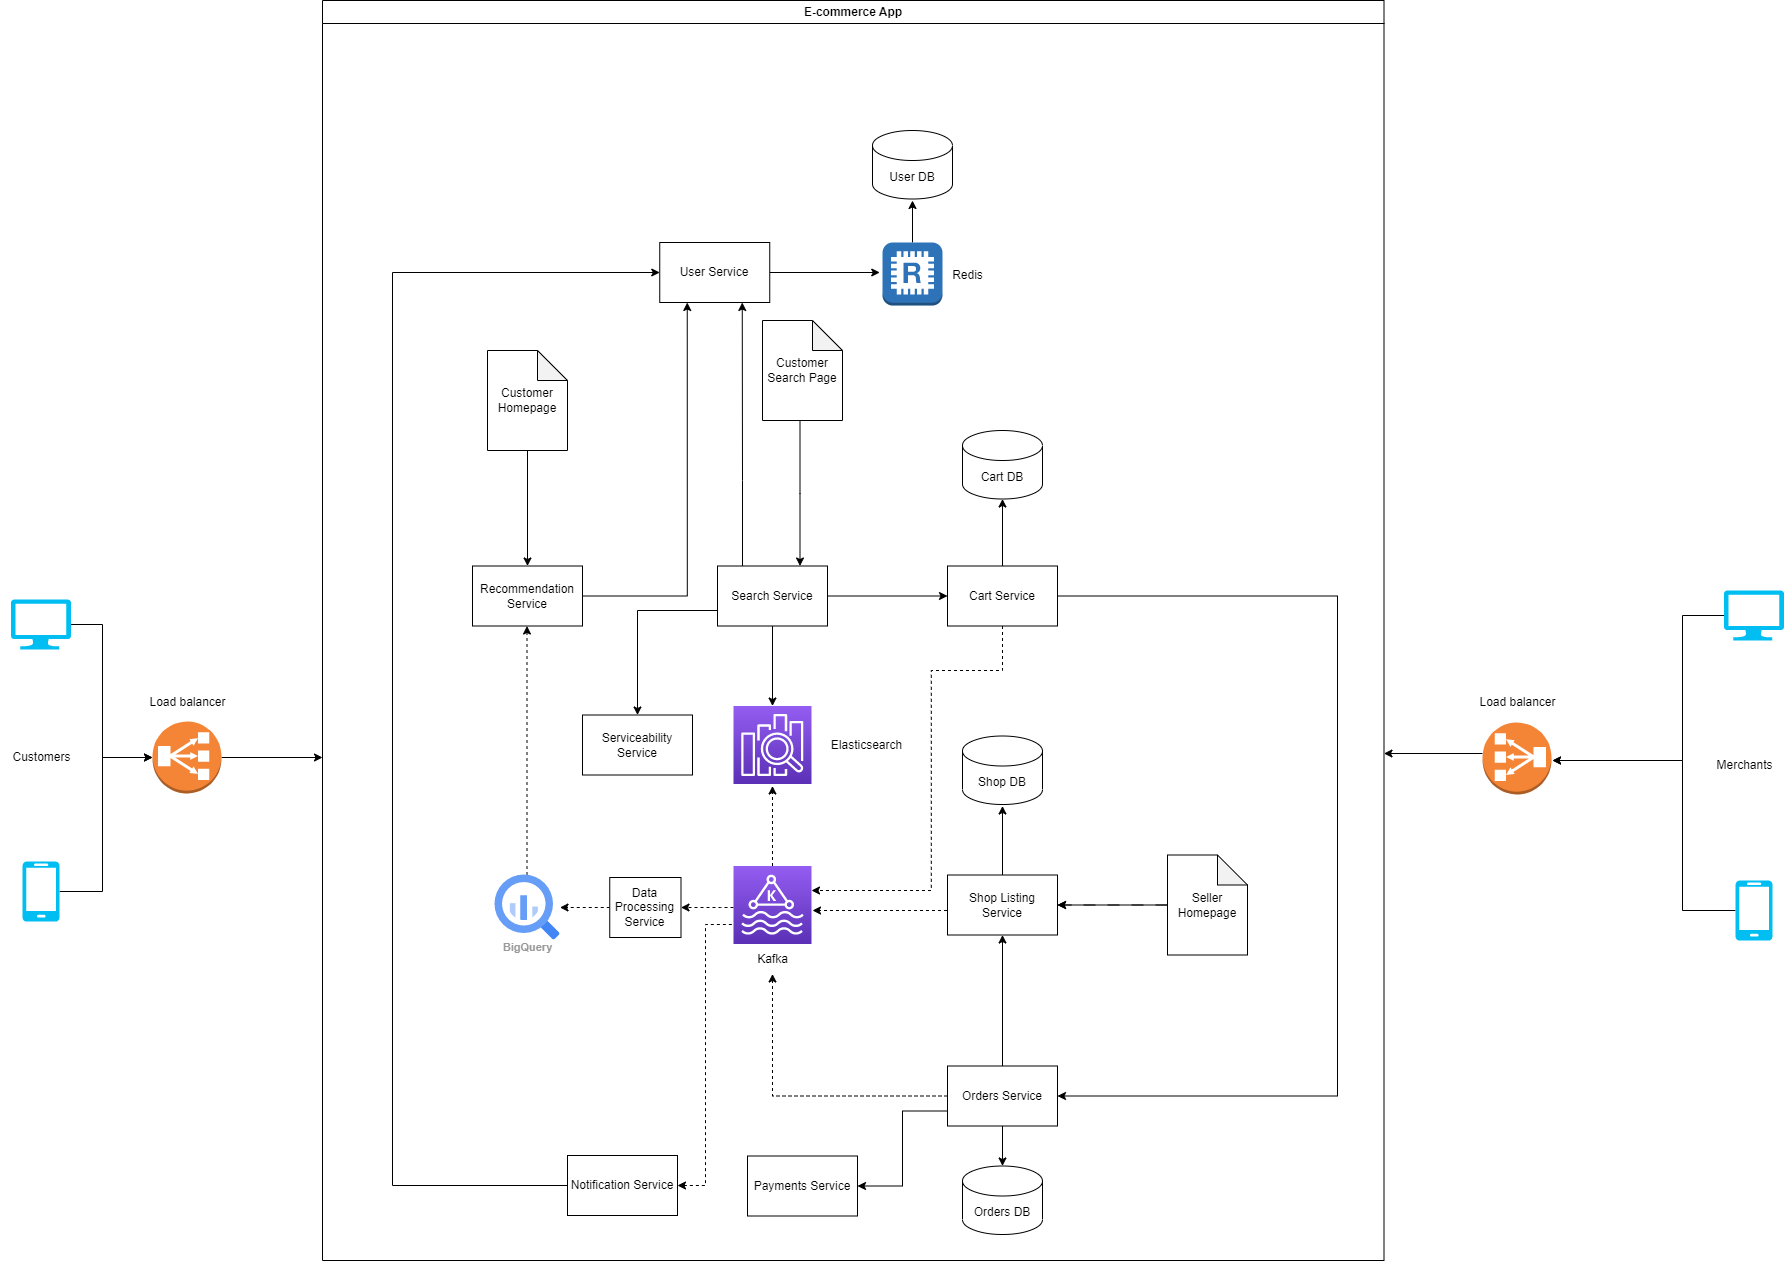 E-commerce App
User DB
User Service
Redis
Customer
Search Page
Customer
Homepage
Cart DB
Recommendation
Service
Search Service
Cart Service
Load balancer
Load balancer
Serviceability
Service
Elasticsearch
Customers
Merchants
Shop DB
Data
Processing
Service
K
Shop Listing
Service
Seller
Homepage
BigQuery
Kafka
Orders Service
Notification Service
Payments Service
Orders DB
R